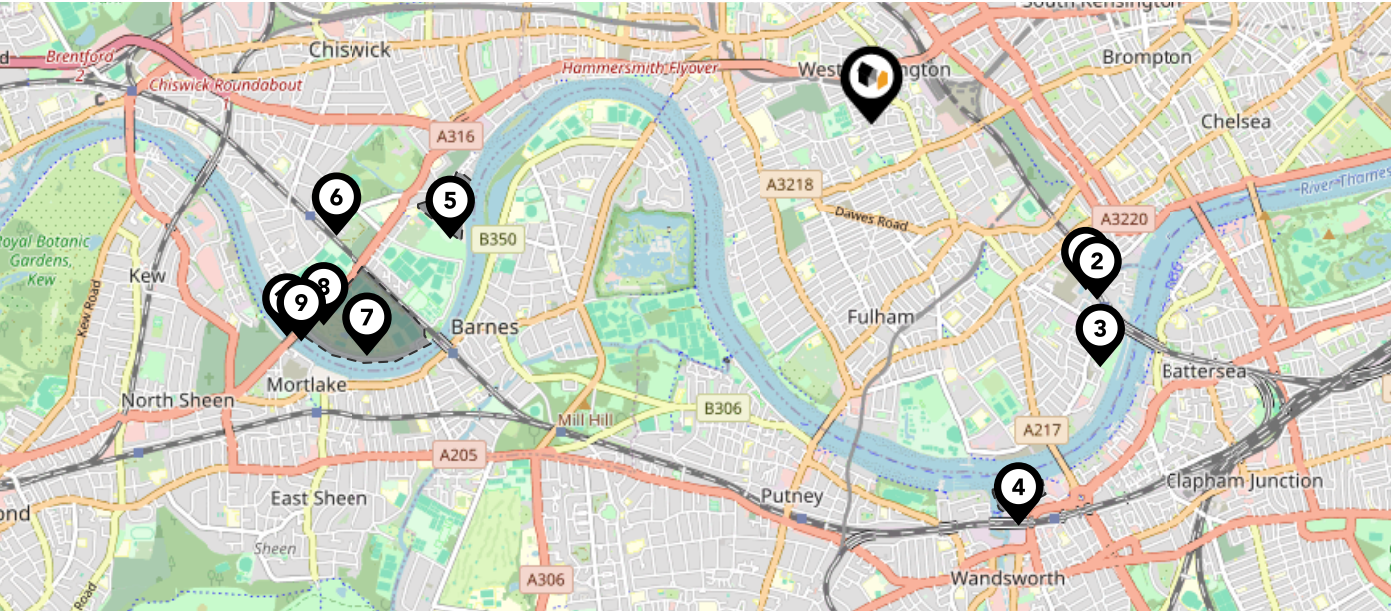 South Kensington
Chiswick
Brentford
2
Chiswick Roundabout
Hammersmith Flyover
Brompton
Chelsea
A316
A3218
River Thames
6
5
Dawes Road
A3220
B350
Royal Botanic
Gardens,
Kew
Kew
Kew Road
2
8
9
7
Barnes
Fulham
3
Mortlake
Battersea
North Sheen
B306
Mill Hill
A217
A205
East Sheen
Putney
4
Clapham Junction
Sheen
A306
Wandsworth
Road